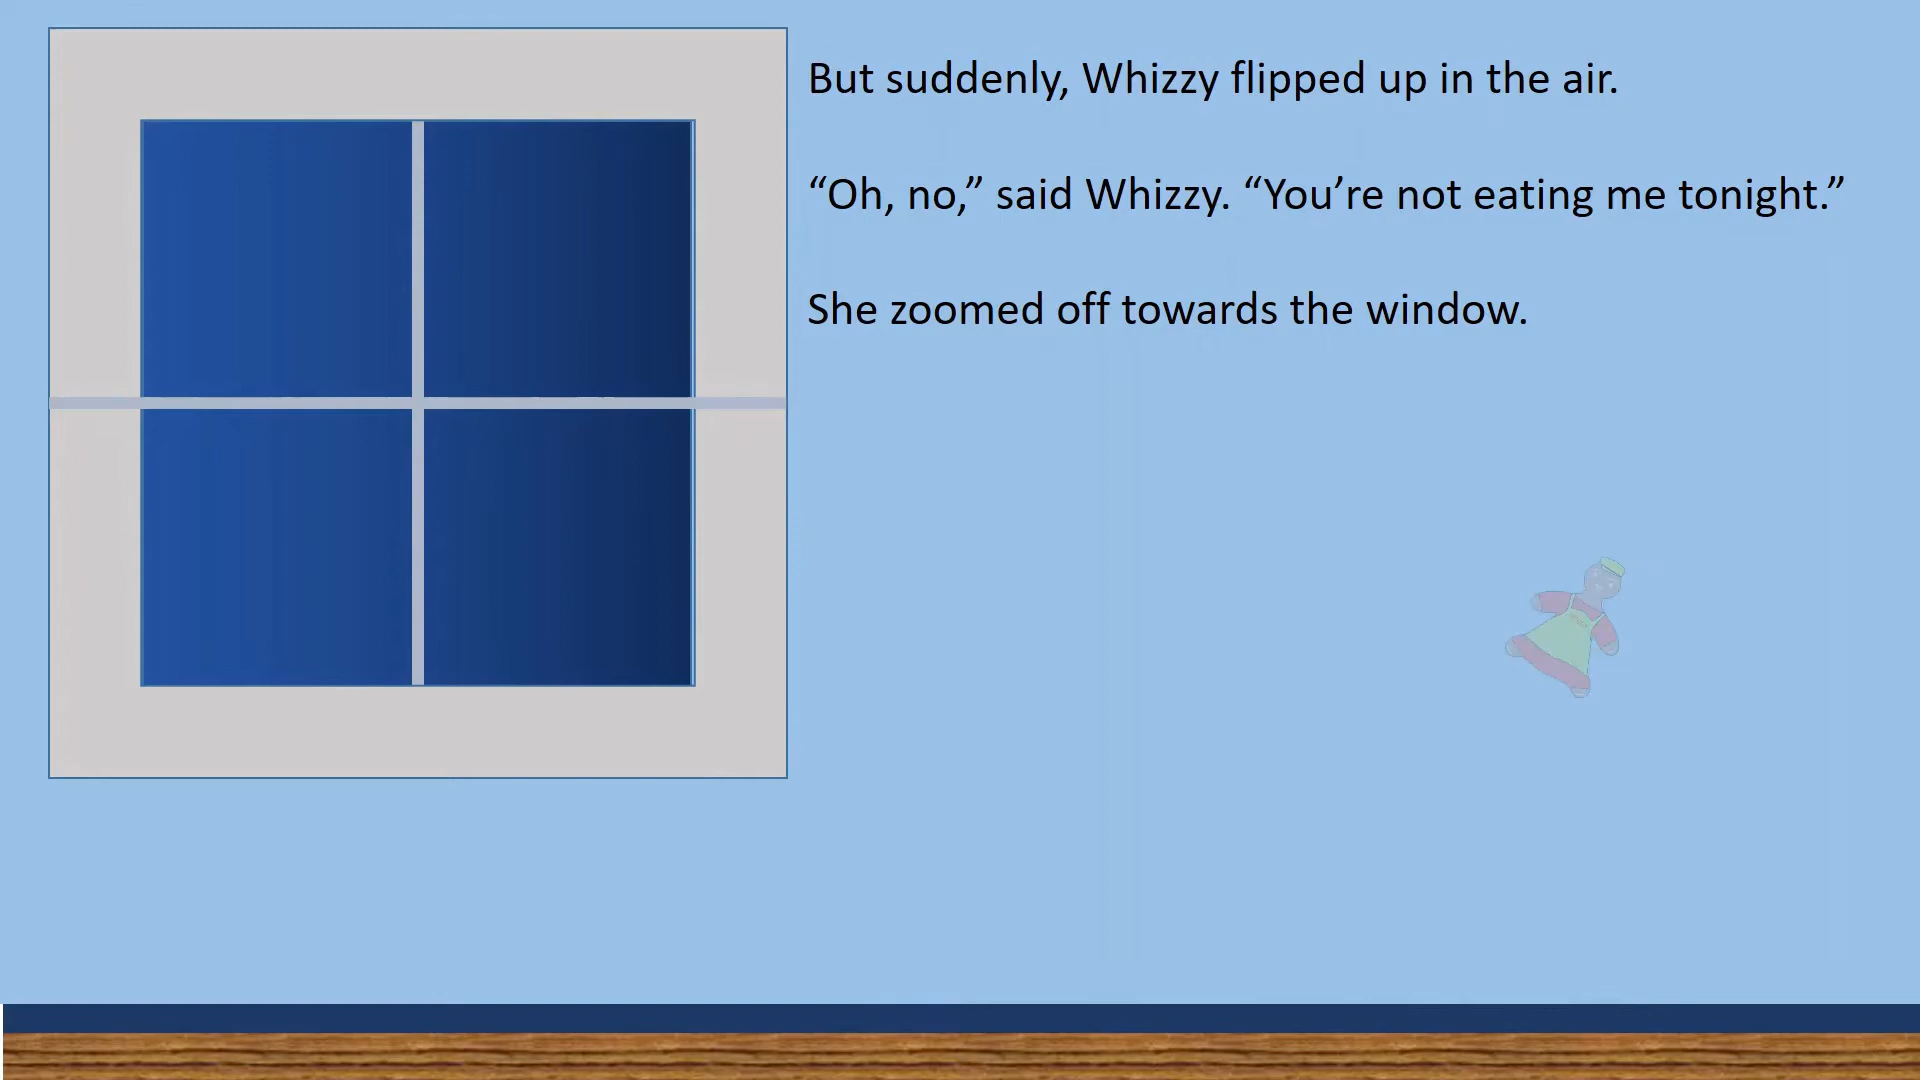 But suddenly, Whizzy flipped up in the air.
“Oh, no,” said Whizzy. “You’re not eating me tonight.”
She zoomed off towards the window.